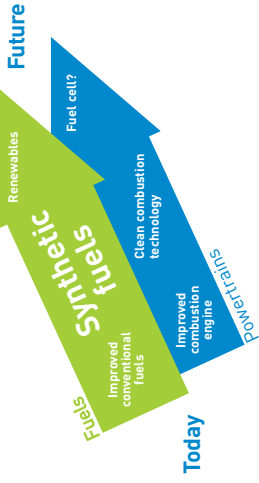 Future
Fuels
Improved
conventional
fuels
Synthetic
fuels
Renewables
Today
Powertrains
Improved
combustion
engine
Clean combustion
technology
Fuel cell?